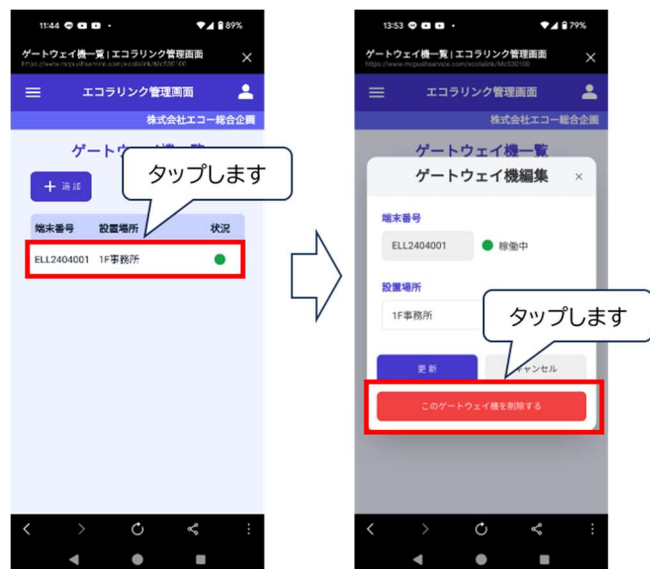 11:44
89%
ゲートウェイ機一覧 | エコラリンク管理画面
エコラリンク管理画面
株式会社エコー総合企画
ゲート
タップします
+ 追加
端末番号 設置場所 状況
ELL2404001 1F事務所
13:53
79%
ゲートウェイ機一覧 | エコラリンク管理画面
エコラリンク管理画面
株式会社エコー総合企画
ゲートウェイ機一覧
ゲートウェイ機編集 ×
端末番号
ELL2404001 稼働中
設置場所
1F事務所
タップします
更新 キャンセル
このゲートウェイ機を削除する